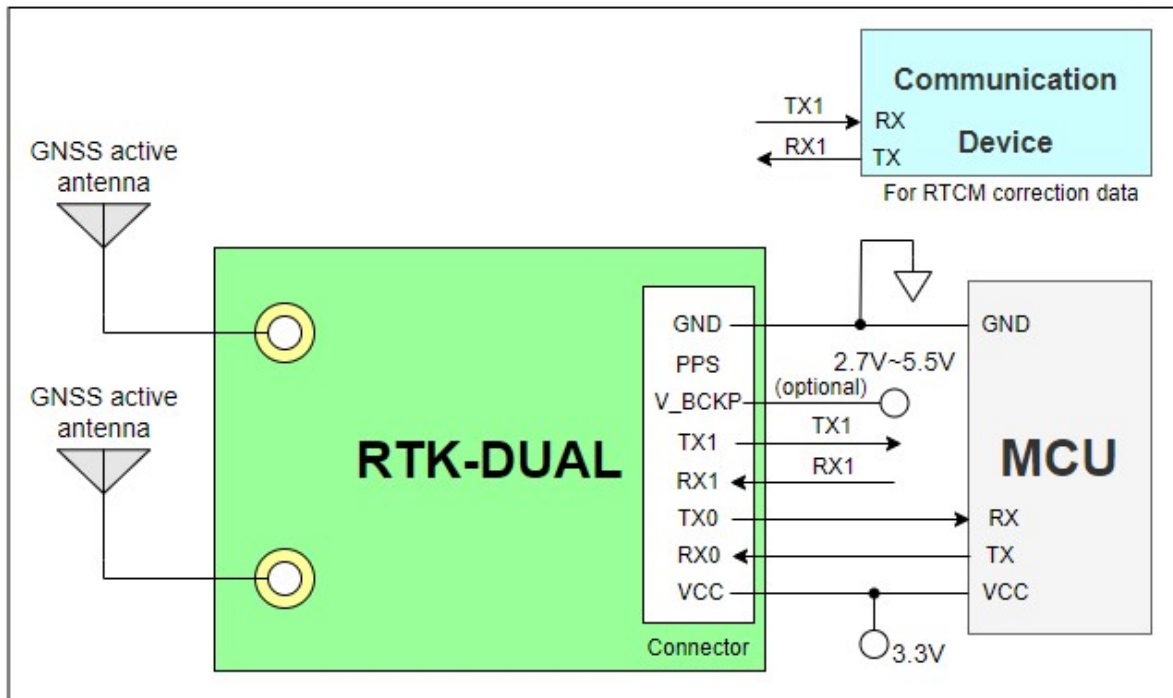 Communication
Device
TX1
RX
RX1
TX
For RTCM correction data
GNSS active
antenna
GNSS active
antenna
RTK-DUAL
GND
PPS
V_BCKP
TX1
RX1
TX0
RX0
VCC
Connector
2.7V~5.5V
(optional)
TX1
RX1
3.3V
GND
MCU
RX
TX
VCC